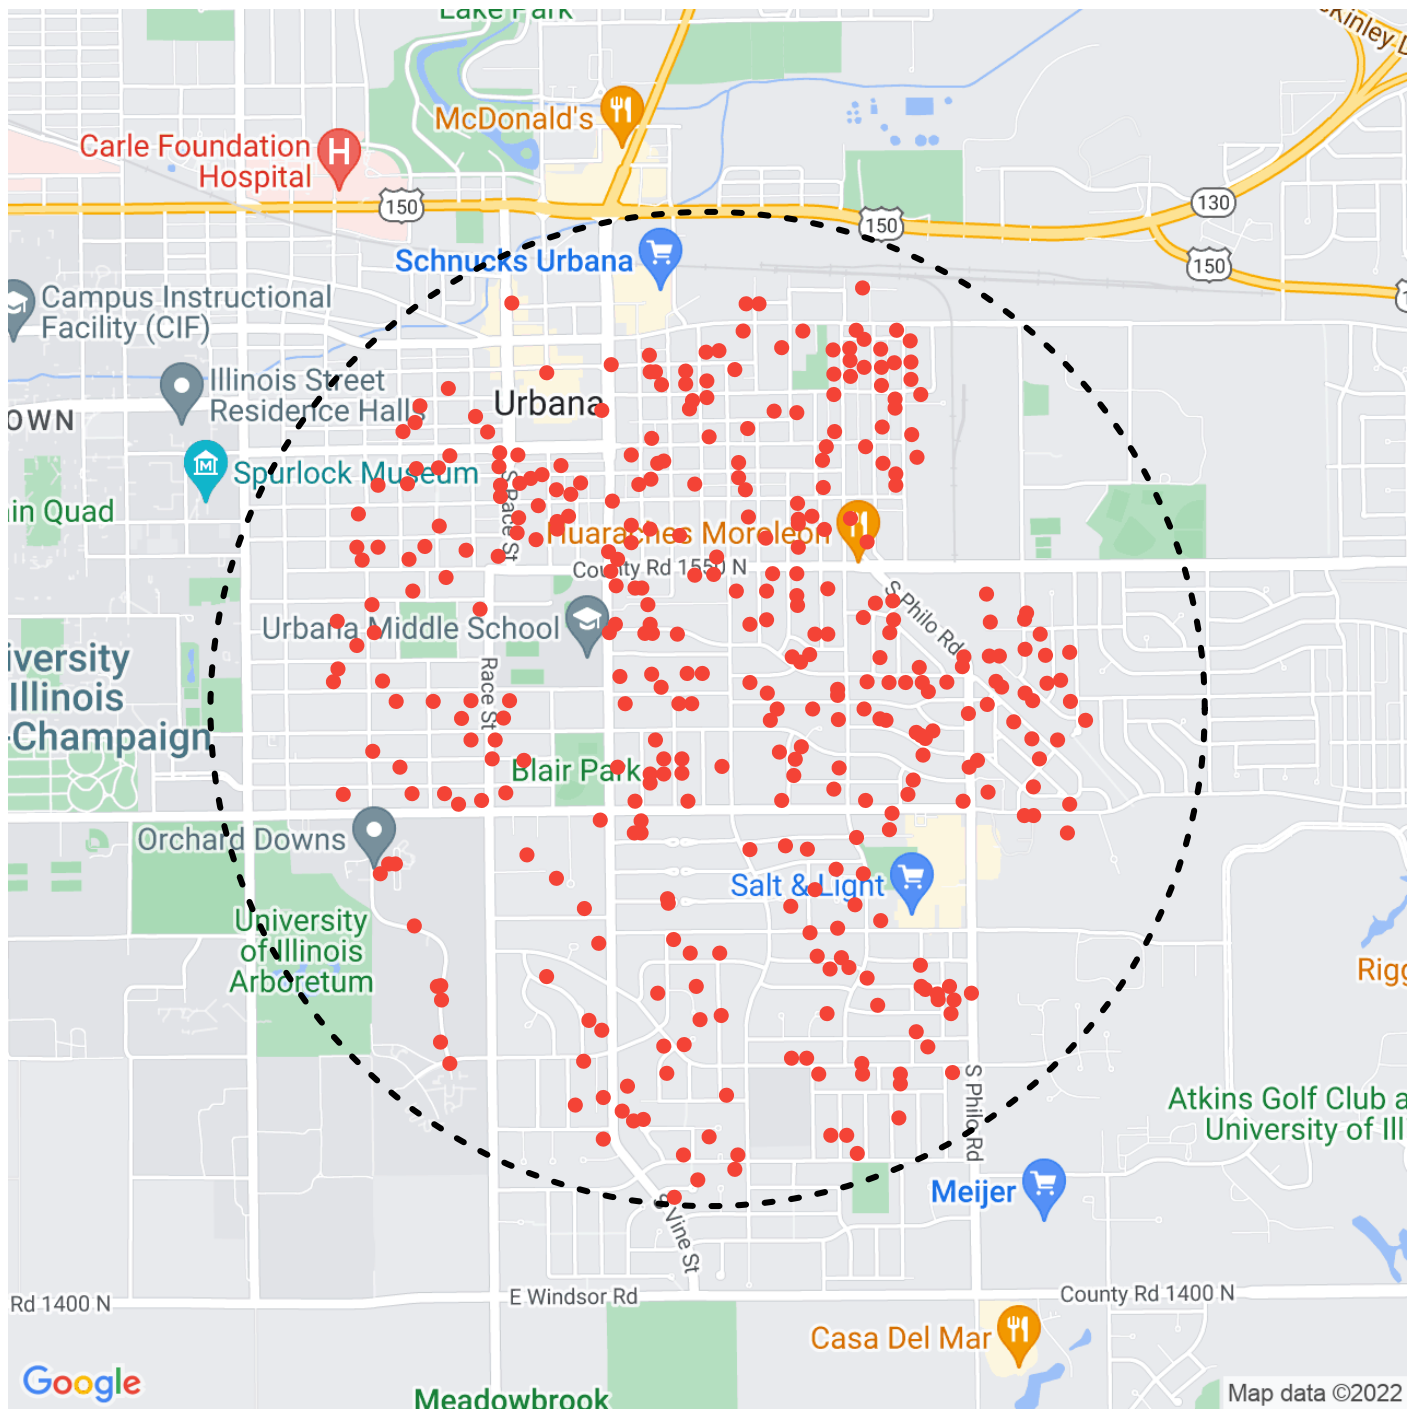 Lake Park
ckinley D
McDonald's
Carle Foundation
Hospital
H
150
130
150
150
Schnucks Urbana
Campus Instructional
Facility (CIF)
Illinois Street
Residence Halls
Urbana
OWN
M
Spurlock Museum
S Race St
ain Quad
Huaraches Moreleon
County Rd 1550 N
S Philo Rd
Urbana Middle School
iversity
Illinois
-Champaign
Race St
Blair Park
Orchard Downs
Salt & Light
University
of Illinois
Arboretum
Rigg
S Philo Rd
Atkins Golf Club a
University of Ill
Meijer
S Vine St
Rd 1400 N
E Windsor Rd
County Rd 1400 N
Casa Del Mar
Google
Meadowbrook
Map data ©2022